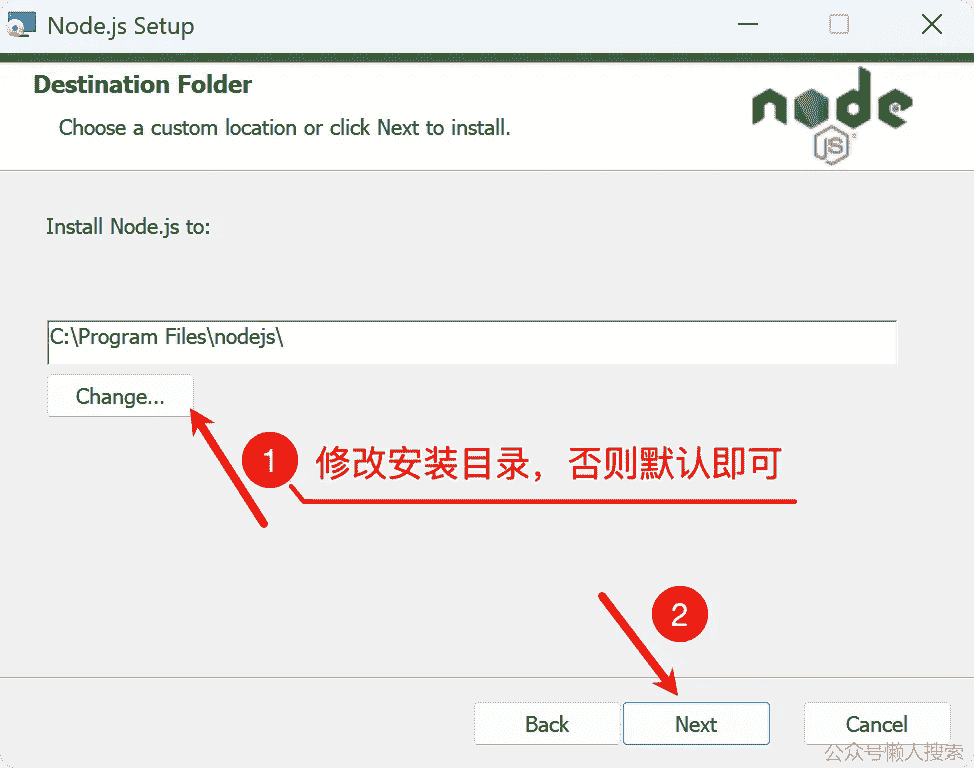 Node.js Setup
Destination Folder
Choose a custom location or click Next to install.
node
JS
Install Node.js to:
C:\Program Files\nodejs\
Change...
1 修改安装目录，否则默认即可
2
Back Next Cancel
公众号懒人搜索